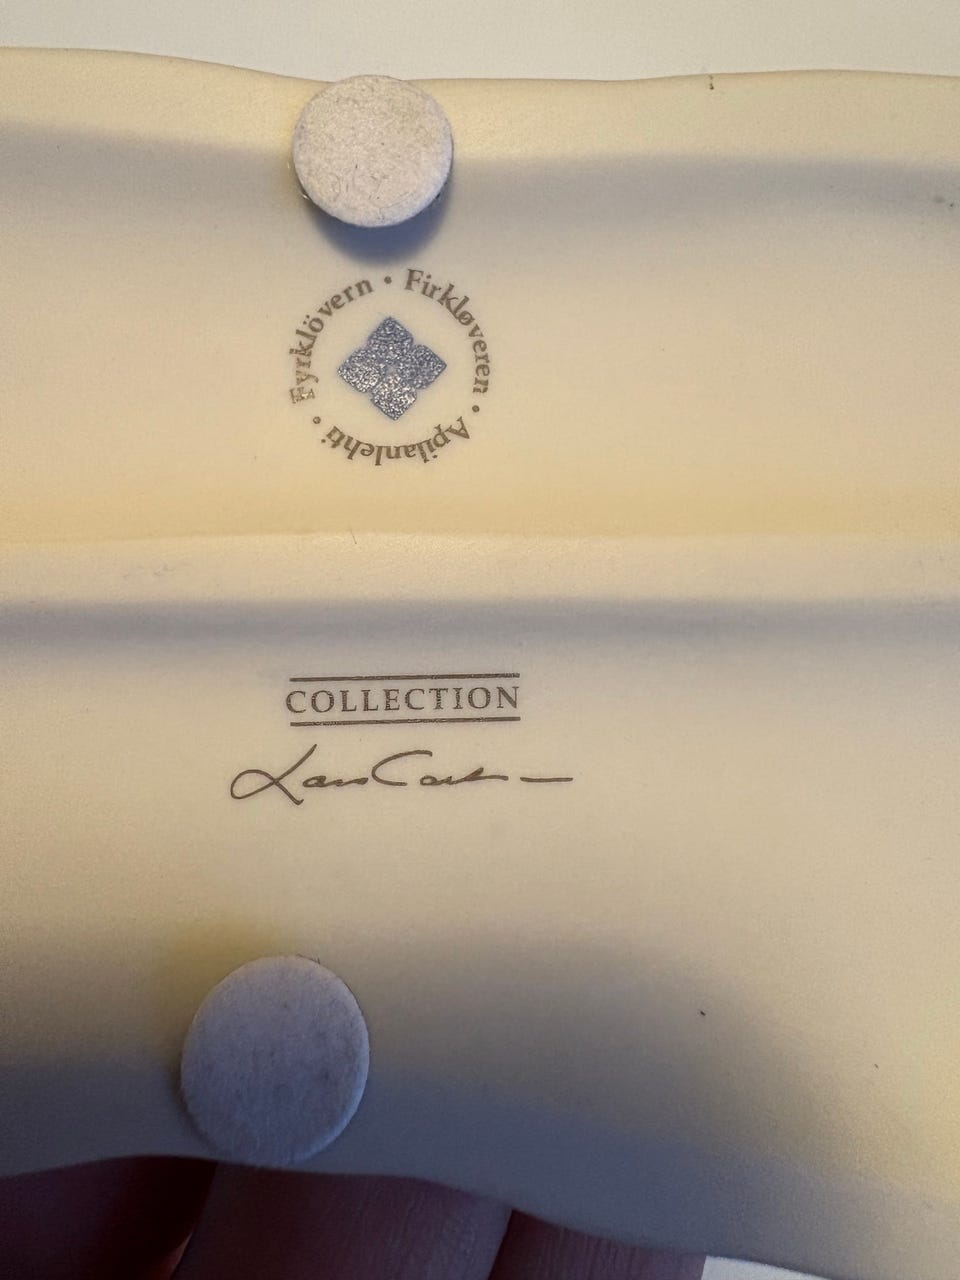 Fyrklövern • Firkløveren • Apilanlehti •
COLLECTION